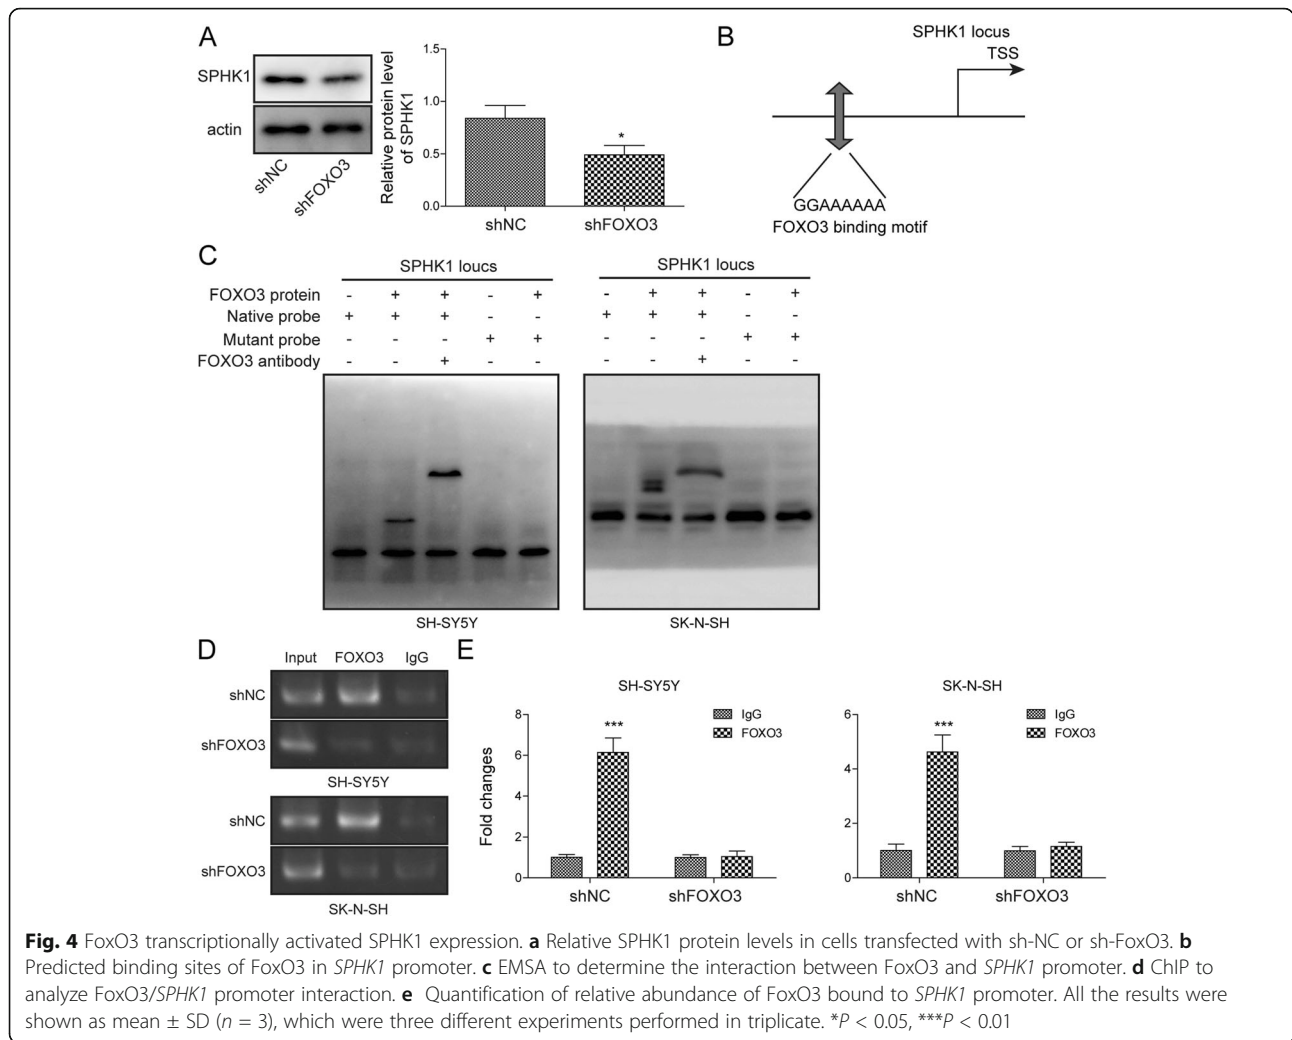 A
SPHK1
actin
shNC
shFOXO3
Relative protein level
of SPHK1
1.5
1.0
0.5
0.0
*
shNC
shFOXO3
B
SPHK1 locus
TSS
GGAAAAAA
FOXO3 binding motif
C
SPHK1 loucs
SPHK1 loucs
FOXO3 protein - + + - + - + + - +
Native probe + + + - - + + + - -
Mutant probe - - - + + - - - + +
FOXO3 antibody - - + - - - - + - -
SH-SY5Y
SK-N-SH
D
Input FOXO3 IgG
shNC
shFOXO3
SH-SY5Y
shNC
shFOXO3
SK-N-SH
E
SH-SY5Y
Fold changes
8
6
4
2
0
***
IgG
FOXO3
shNC
shFOXO3
SK-N-SH
6
4
2
0
***
IgG
FOXO3
shNC
shFOXO3
Fig. 4 FoxO3 transcriptionally activated SPHK1 expression. a Relative SPHK1 protein levels in cells transfected with sh-NC or sh-FoxO3. b
Predicted binding sites of FoxO3 in SPHK1 promoter. c EMSA to determine the interaction between FoxO3 and SPHK1 promoter. d ChIP to
analyze FoxO3/SPHK1 promoter interaction. e Quantification of relative abundance of FoxO3 bound to SPHK1 promoter. All the results were
shown as mean ± SD (n = 3), which were three different experiments performed in triplicate. *P < 0.05, ***P < 0.01